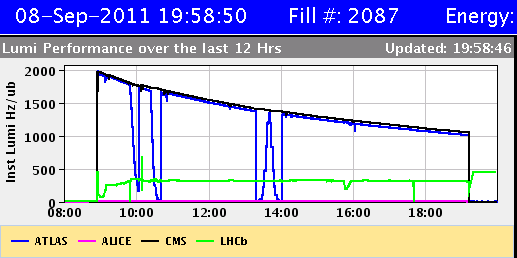 08-Sep-2011 19:58:50 Fill #: 2087 Energy:
Lumi Performance over the last 12 Hrs Updated: 19:58:46
Inst Lumi Hz/ub
2000
1500
1000
500
0
08:00 10:00 12:00 14:00 16:00 18:00
ATLAS ALICE CMS LHCb